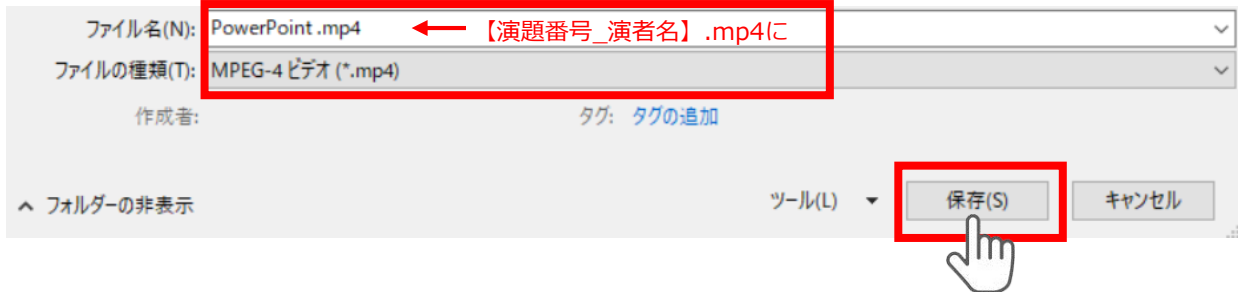 ファイル名(N): PowerPoint .mp4 【演題番号_演者名】.mp4に
ファイルの種類(T): MPEG-4 ビデオ (*.mp4)
作成者: タグ: タグの追加
フォルダーの非表示 ツール(L) 保存(S) キャンセル